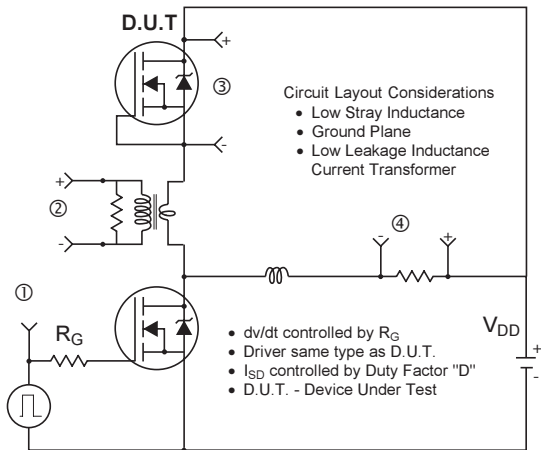 D.U.T
+
③
-
Circuit Layout Considerations
• Low Stray Inductance
• Ground Plane
• Low Leakage Inductance
Current Transformer
+
②
-
④
-
+
①
RG
VDD
+
-
• dv/dt controlled by RG
• Driver same type as D.U.T.
• ISD controlled by Duty Factor "D"
• D.U.T. - Device Under Test